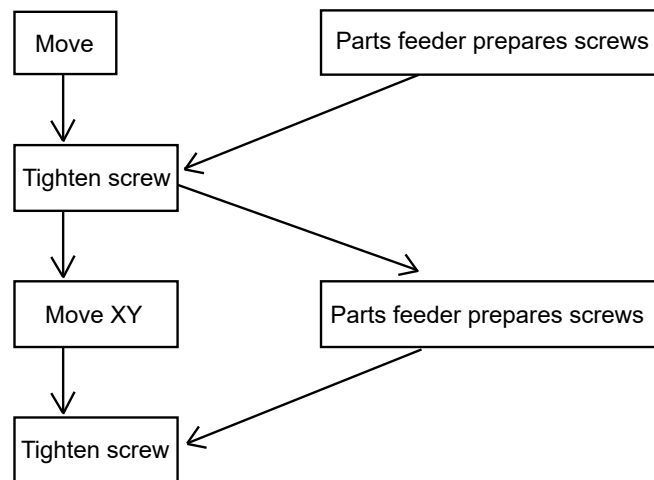 Move
Parts feeder prepares screws
Tighten screw
Move XY
Parts feeder prepares screws
Tighten screw